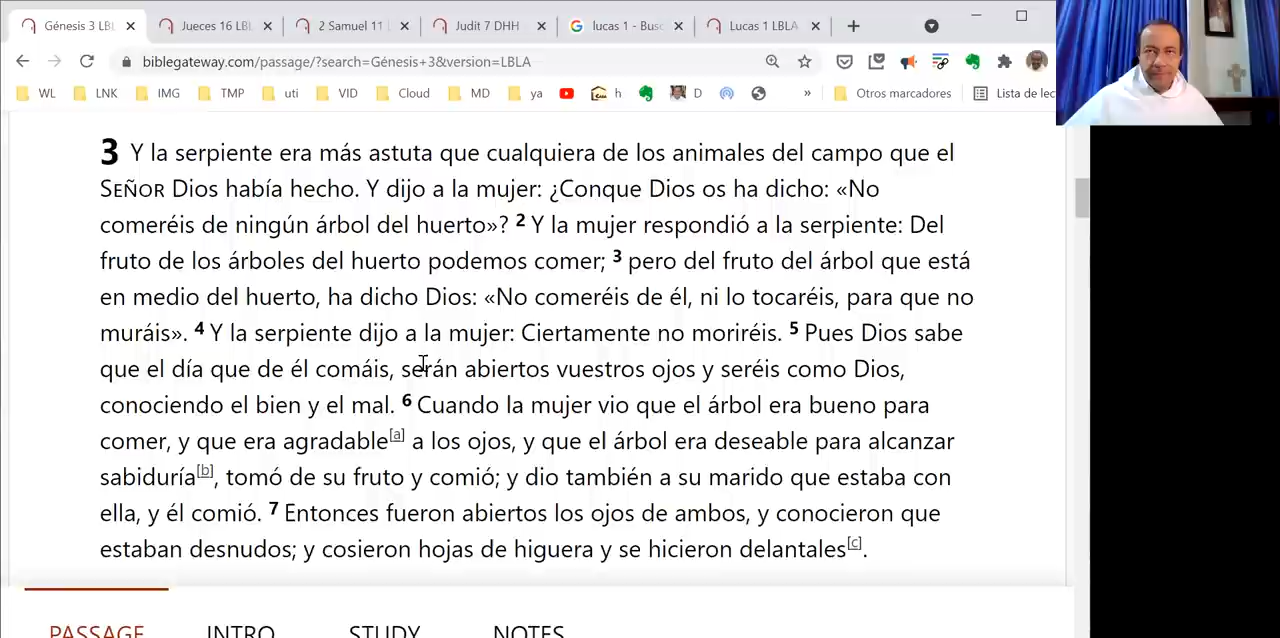 Génesis 3 LBL
Jueces 16 LBL
2 Samuel 11
Judit 7 DHH
lucas 1 - Busc
Lucas 1 LBLA
biblegateway.com/passage/?search=Génesis+3&version=LBLA
WL LNK IMG TMP uti VID Cloud MD ya h D » Otros marcadores Lista de lec
3 Y la serpiente era más astuta que cualquiera de los animales del campo que el
SEÑOR Dios había hecho. Y dijo a la mujer: ¿Conque Dios os ha dicho: «No
comeréis de ningún árbol del huerto»? 2 Y la mujer respondió a la serpiente: Del
fruto de los árboles del huerto podemos comer; 3 pero del fruto del árbol que está
en medio del huerto, ha dicho Dios: «No comeréis de él, ni lo tocaréis, para que no
muráis». 4 Y la serpiente dijo a la mujer: Ciertamente no moriréis. 5 Pues Dios sabe
que el día que de él comáis, serán abiertos vuestros ojos y seréis como Dios,
conociendo el bien y el mal. 6 Cuando la mujer vio que el árbol era bueno para
comer, y que era agradable[a] a los ojos, y que el árbol era deseable para alcanzar
sabiduría[b], tomó de su fruto y comió; y dio también a su marido que estaba con
ella, y él comió. 7 Entonces fueron abiertos los ojos de ambos, y conocieron que
estaban desnudos; y cosieron hojas de higuera y se hicieron delantales[c].
PASSAGE INTRO STUDY NOTES